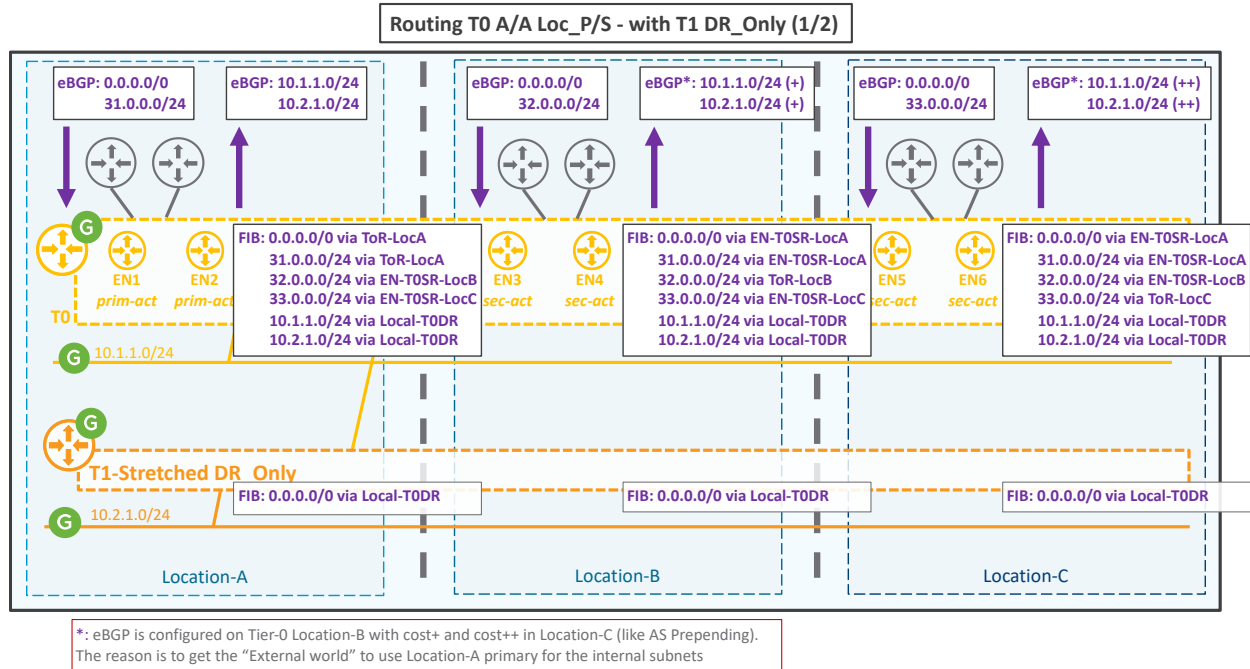 Routing T0 A/A Loc_P/S - with T1 DR_Only (1/2)
eBGP: 0.0.0.0/0
31.0.0.0/24
eBGP: 10.1.1.0/24
10.2.1.0/24
eBGP: 0.0.0.0/0
32.0.0.0/24
eBGP*: 10.1.1.0/24 (+)
10.2.1.0/24 (+)
eBGP: 0.0.0.0/0
33.0.0.0/24
eBGP*: 10.1.1.0/24 (++)
10.2.1.0/24 (++)
G
EN1
prim-act
EN2
prim-act
T0
FIB: 0.0.0.0/0 via ToR-LocA
31.0.0.0/24 via ToR-LocA
32.0.0.0/24 via EN-T0SR-LocB
33.0.0.0/24 via EN-T0SR-LocC
10.1.1.0/24 via Local-T0DR
10.2.1.0/24 via Local-T0DR
EN3
sec-act
EN4
sec-act
FIB: 0.0.0.0/0 via EN-T0SR-LocA
31.0.0.0/24 via EN-T0SR-LocA
32.0.0.0/24 via ToR-LocB
33.0.0.0/24 via EN-T0SR-LocC
10.1.1.0/24 via Local-T0DR
10.2.1.0/24 via Local-T0DR
EN5
sec-act
EN6
sec-act
FIB: 0.0.0.0/0 via EN-T0SR-LocA
31.0.0.0/24 via EN-T0SR-LocA
32.0.0.0/24 via EN-T0SR-LocB
33.0.0.0/24 via ToR-LocC
10.1.1.0/24 via Local-T0DR
10.2.1.0/24 via Local-T0DR
G
10.1.1.0/24
G
T1-Stretched DR_Only
FIB: 0.0.0.0/0 via Local-T0DR
FIB: 0.0.0.0/0 via Local-T0DR
FIB: 0.0.0.0/0 via Local-T0DR
G
10.2.1.0/24
Location-A
Location-B
Location-C
*: eBGP is configured on Tier-0 Location-B with cost+ and cost++ in Location-C (like AS Prepending).
The reason is to get the “External world” to use Location-A primary for the internal subnets